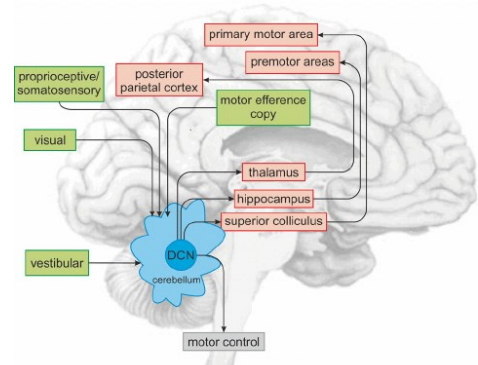 primary motor area
premotor areas
posterior
parietal cortex
proprioceptive/
somatosensory
motor efference
copy
visual
thalamus
hippocampus
superior colliculus
vestibular
DCN
cerebellum
motor control